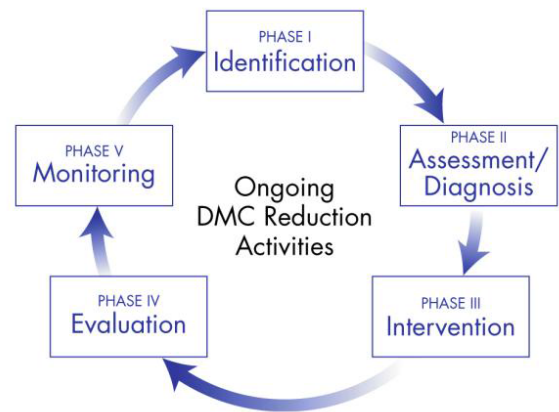 PHASE I
Identification
PHASE II
Assessment/
Diagnosis
PHASE III
Intervention
PHASE IV
Evaluation
PHASE V
Monitoring
Ongoing
DMC Reduction
Activities